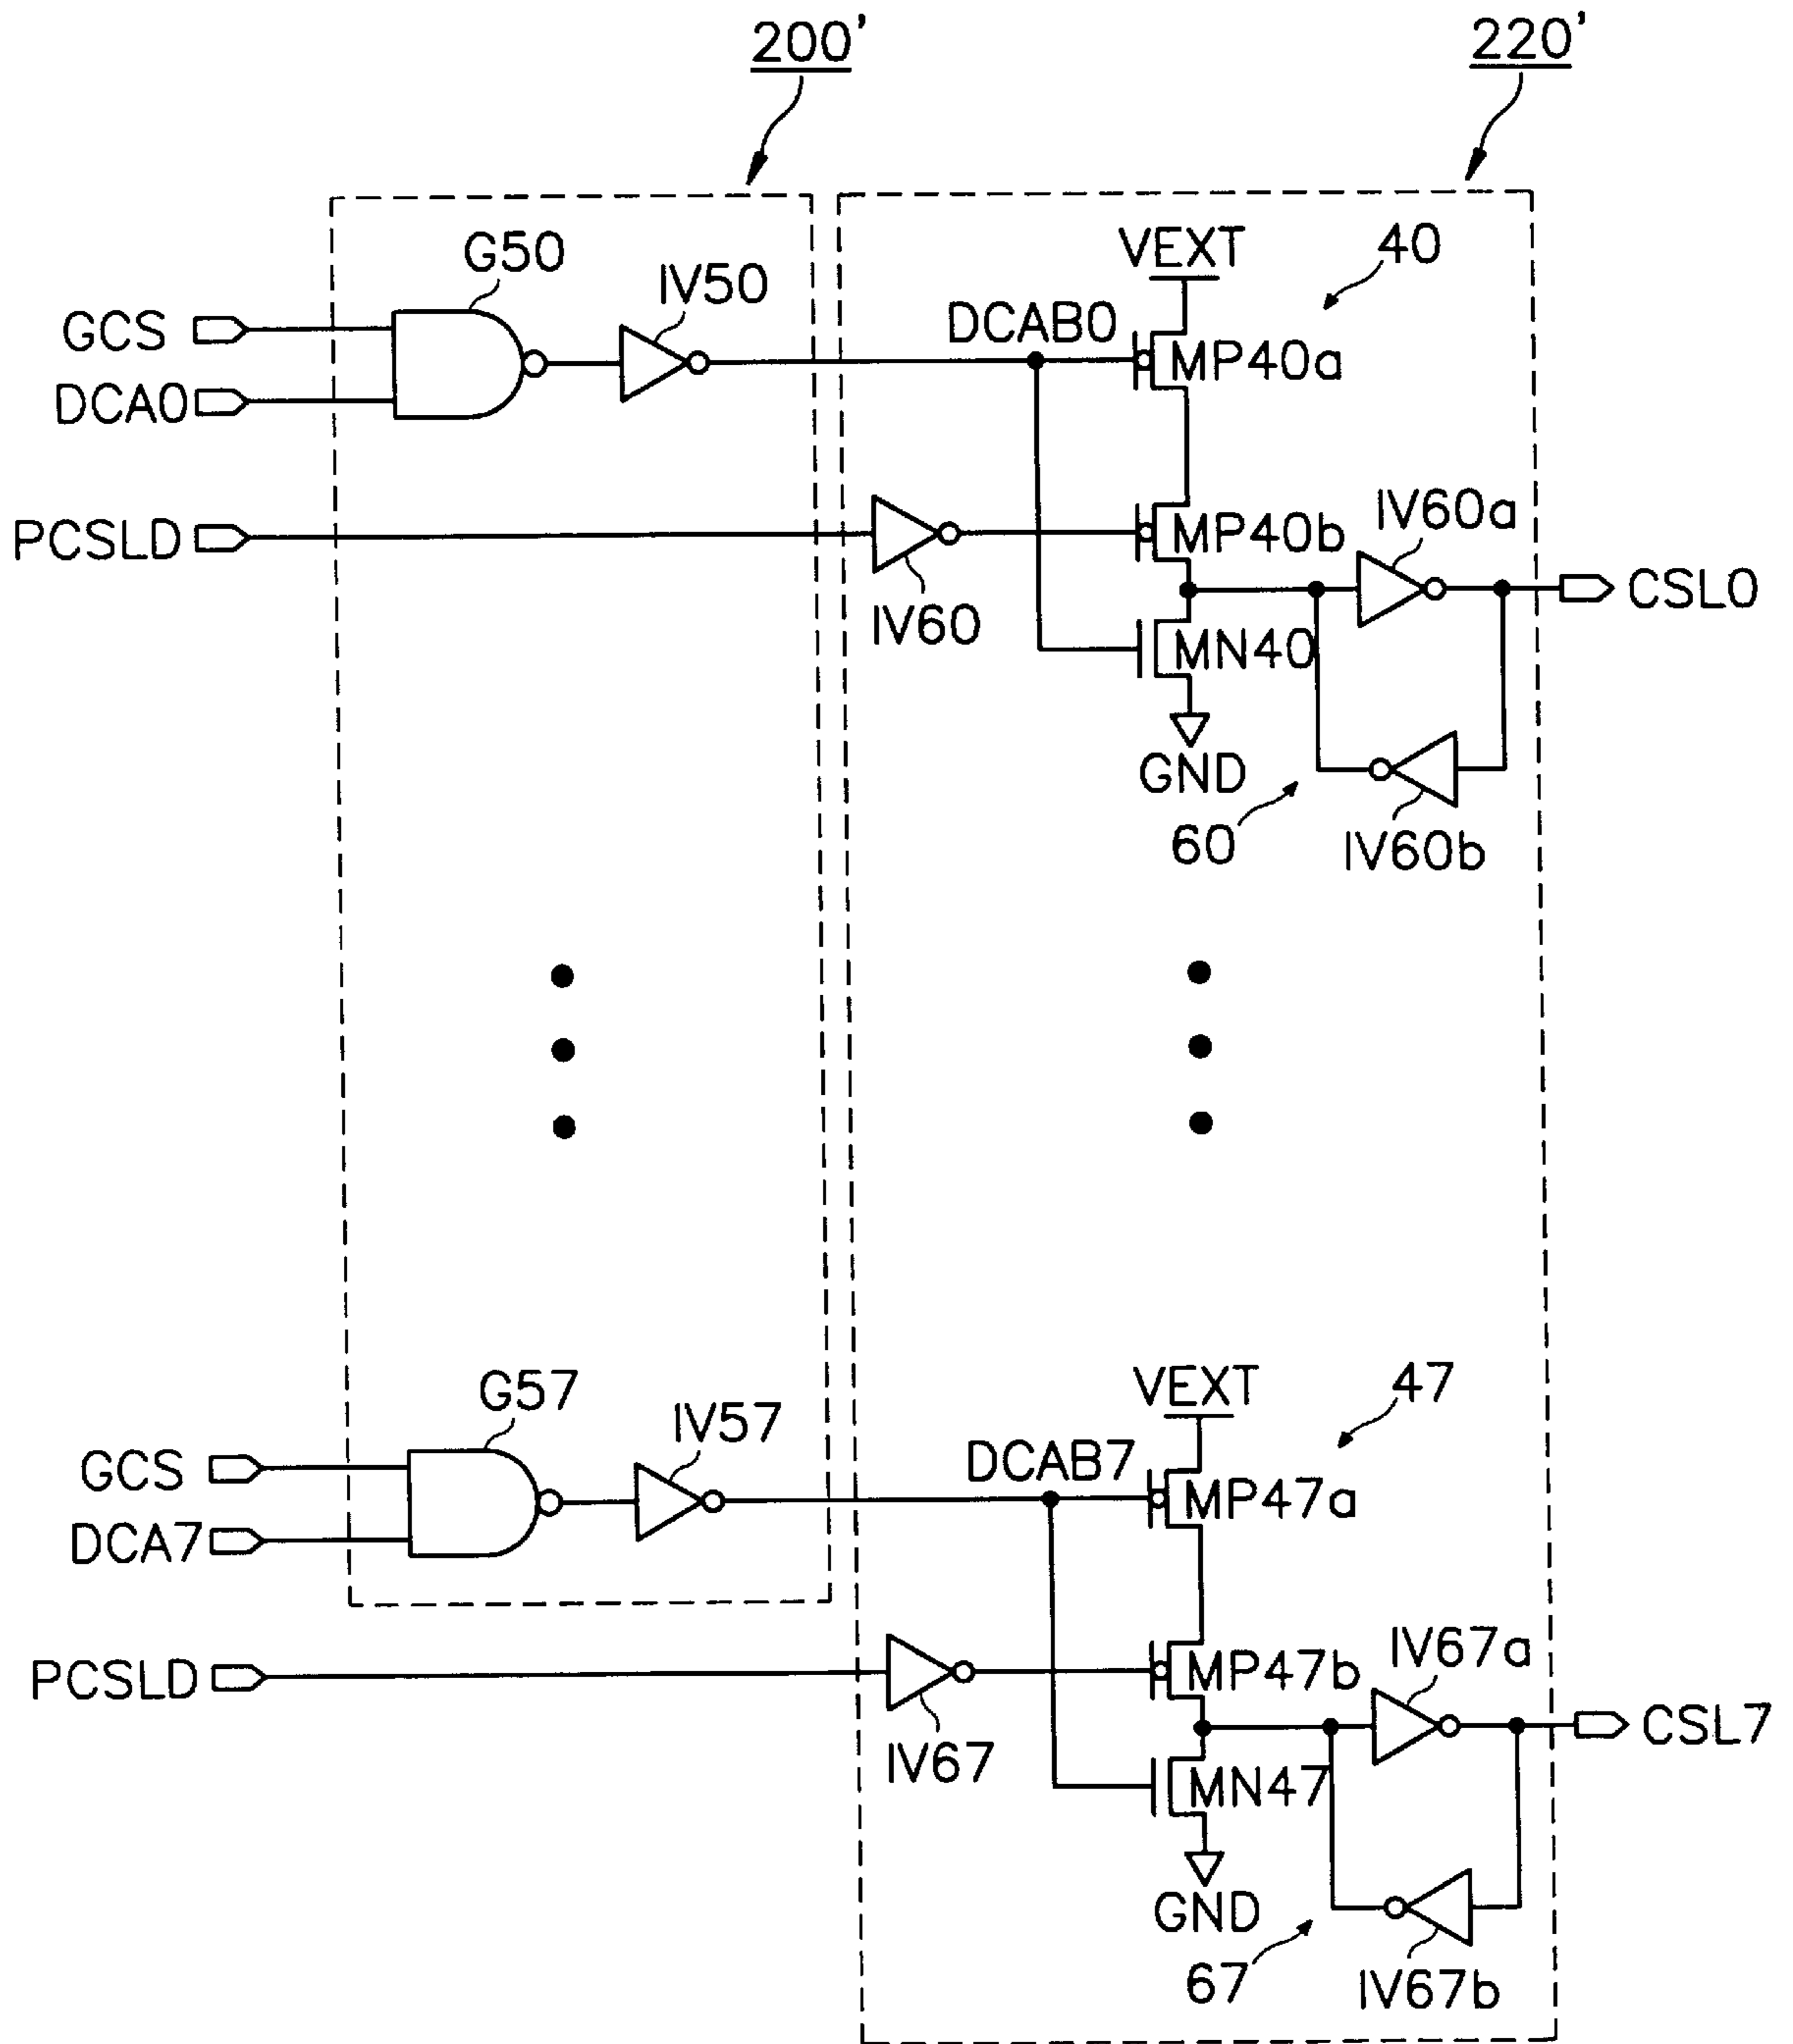 200'
220'
G50
IV50
VEXT
40
GCS
DCAB0
MP40a
DCA0
PCSLD
MP40b
IV60a
CSL0
IV60
MN40
GND
60
IV60b
G57
IV57
VEXT
47
GCS
DCAB7
MP47a
DCA7
PCSLD
MP47b
IV67a
CSL7
IV67
MN47
GND
67
IV67b